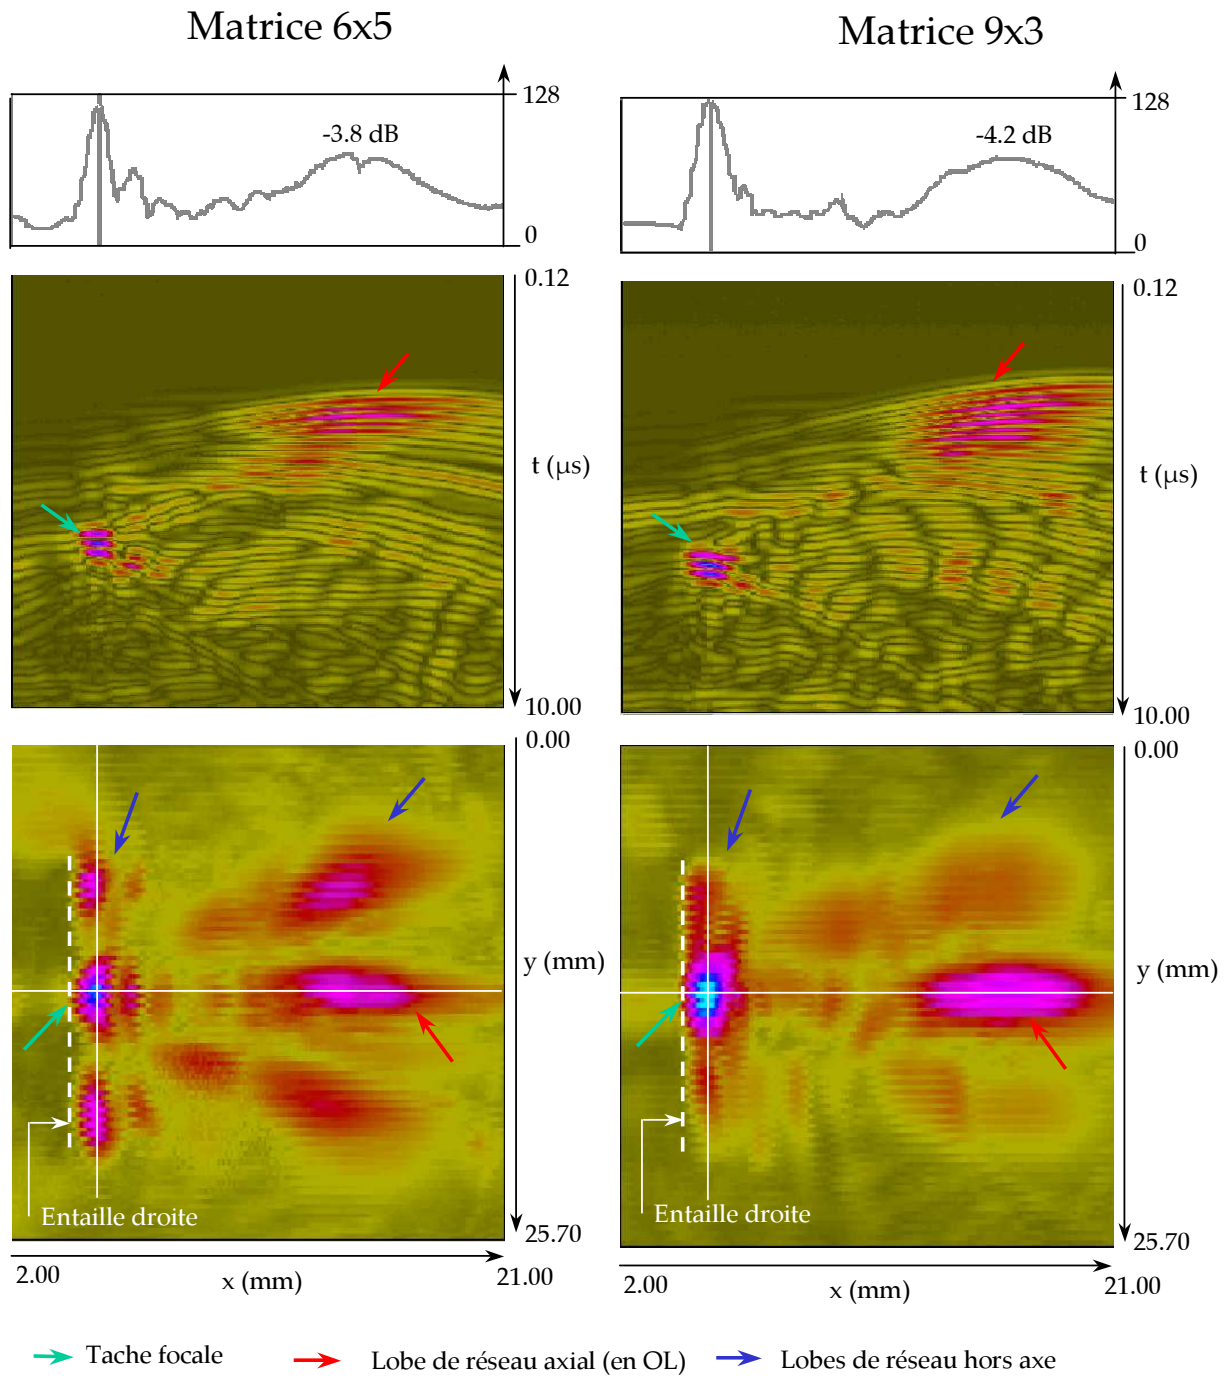 Matrice 6x5
Matrice 9x3
128
-3.8 dB
0
128
-4.2 dB
0
0.12
t (µs)
10.00
0.12
t (µs)
10.00
0.00
y (mm)
Entaille droite
25.70
2.00
x (mm)
21.00
0.00
y (mm)
Entaille droite
25.70
2.00
x (mm)
21.00
Tache focale
Lobe de réseau axial (en OL)
Lobes de réseau hors axe